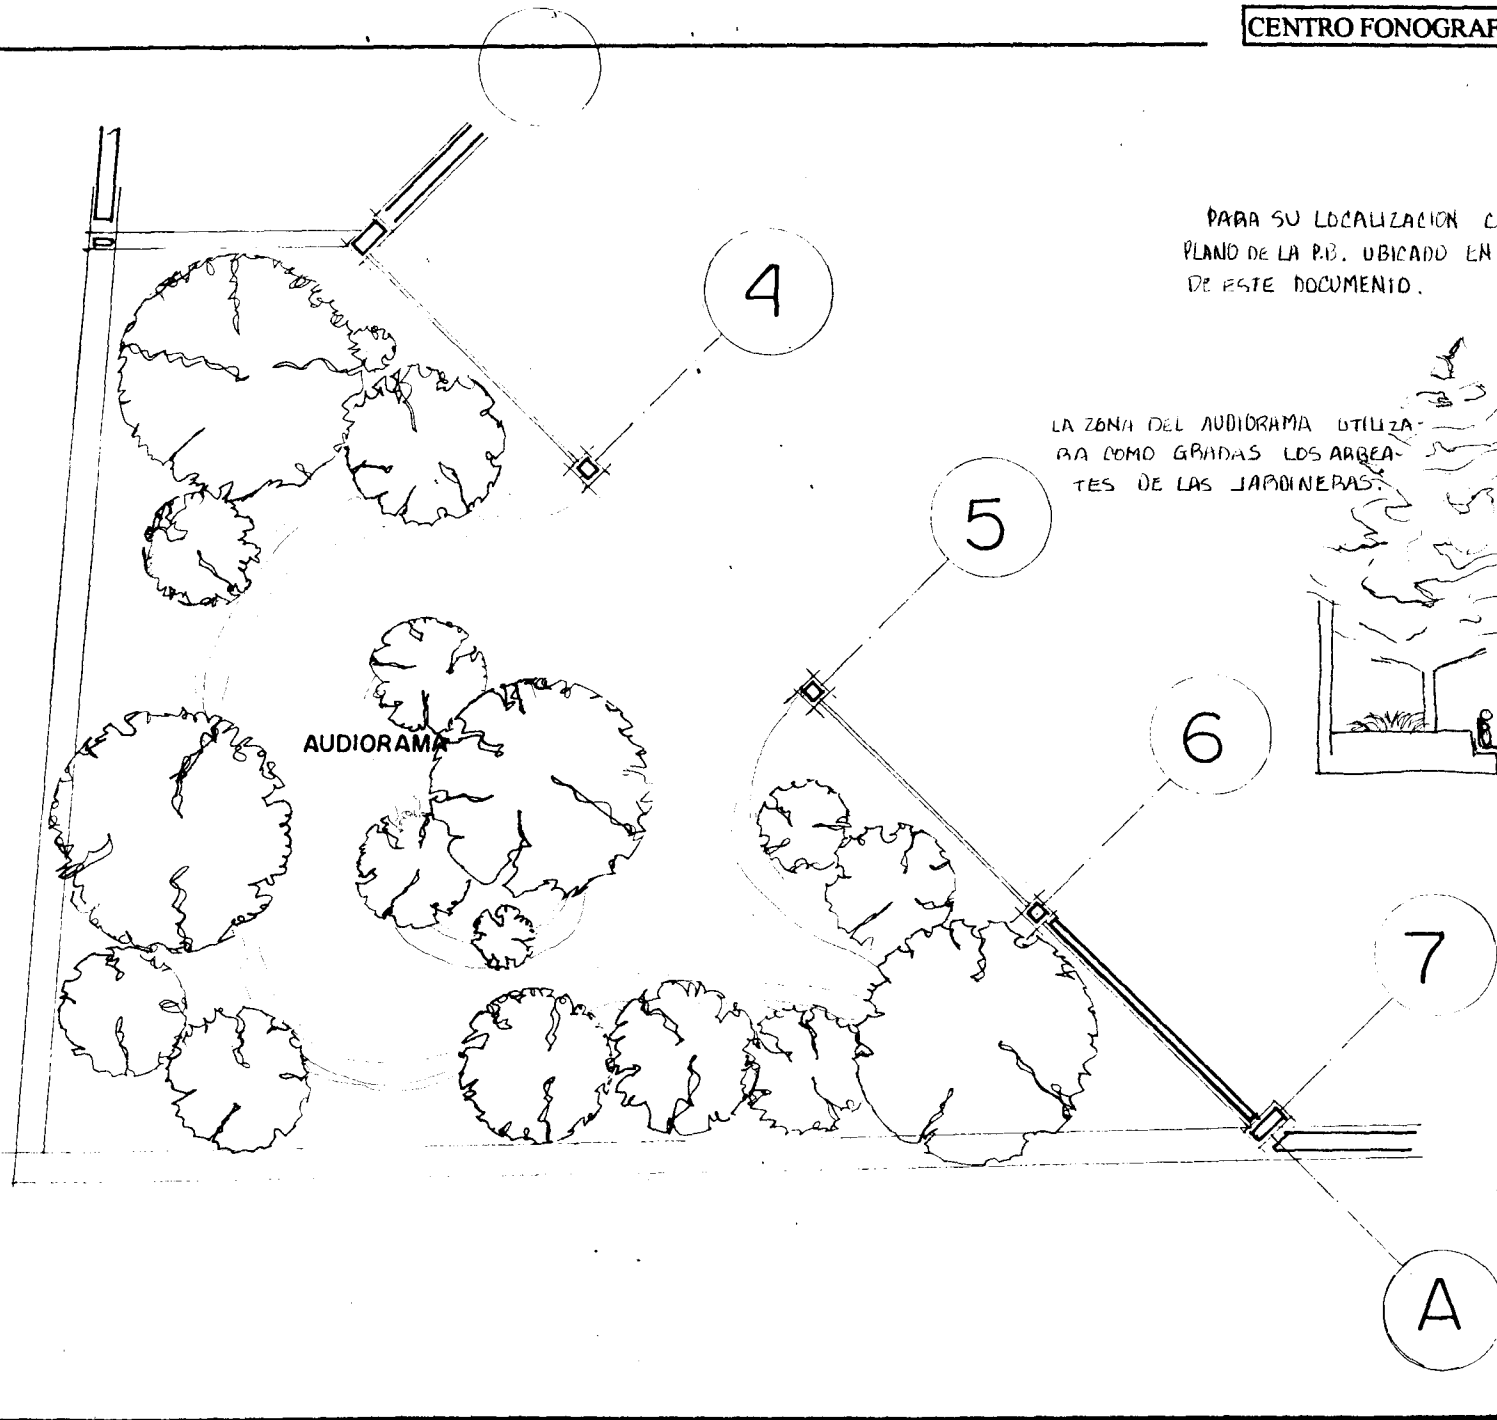 CENTRO FONOGRAF
4
PARA SU LOCALIZACION C
PLANO DE LA P.B. UBICADO EN
DE ESTE DOCUMENTO.
LA ZONA DEL AUDIORAMA UTILIZA-
RA COMO GRADAS LOS ARREA-
TES DE LAS JARDINERAS.
5
6
AUDIORAMA
7
A